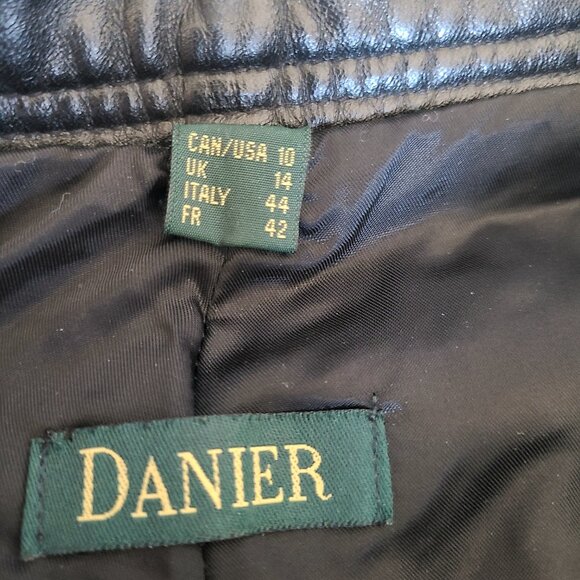 CAN/USA 10
UK 14
ITALY 44
FR 42
DANIER